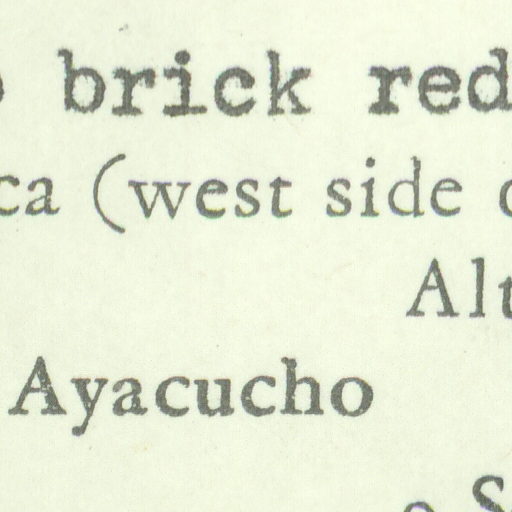 brick red
ca (west side
Alt
Ayacucho